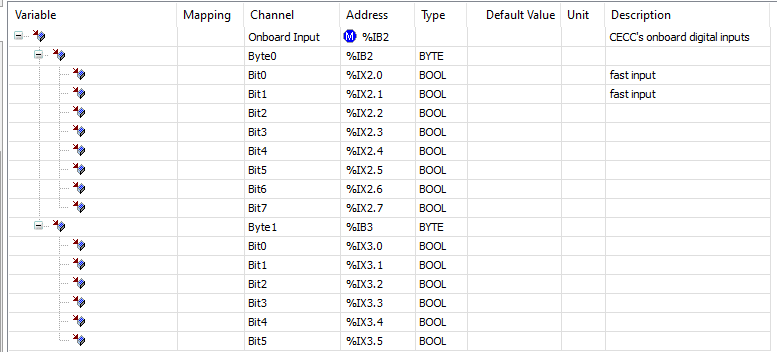 Variable Mapping Channel Address Type Default Value Unit Description
Onboard Input M %IB2 CECC's onboard digital inputs
Byte0 %IB2 BYTE
Bit0 %IX2.0 BOOL fast input
Bit1 %IX2.1 BOOL fast input
Bit2 %IX2.2 BOOL
Bit3 %IX2.3 BOOL
Bit4 %IX2.4 BOOL
Bit5 %IX2.5 BOOL
Bit6 %IX2.6 BOOL
Bit7 %IX2.7 BOOL
Byte1 %IB3 BYTE
Bit0 %IX3.0 BOOL
Bit1 %IX3.1 BOOL
Bit2 %IX3.2 BOOL
Bit3 %IX3.3 BOOL
Bit4 %IX3.4 BOOL
Bit5 %IX3.5 BOOL